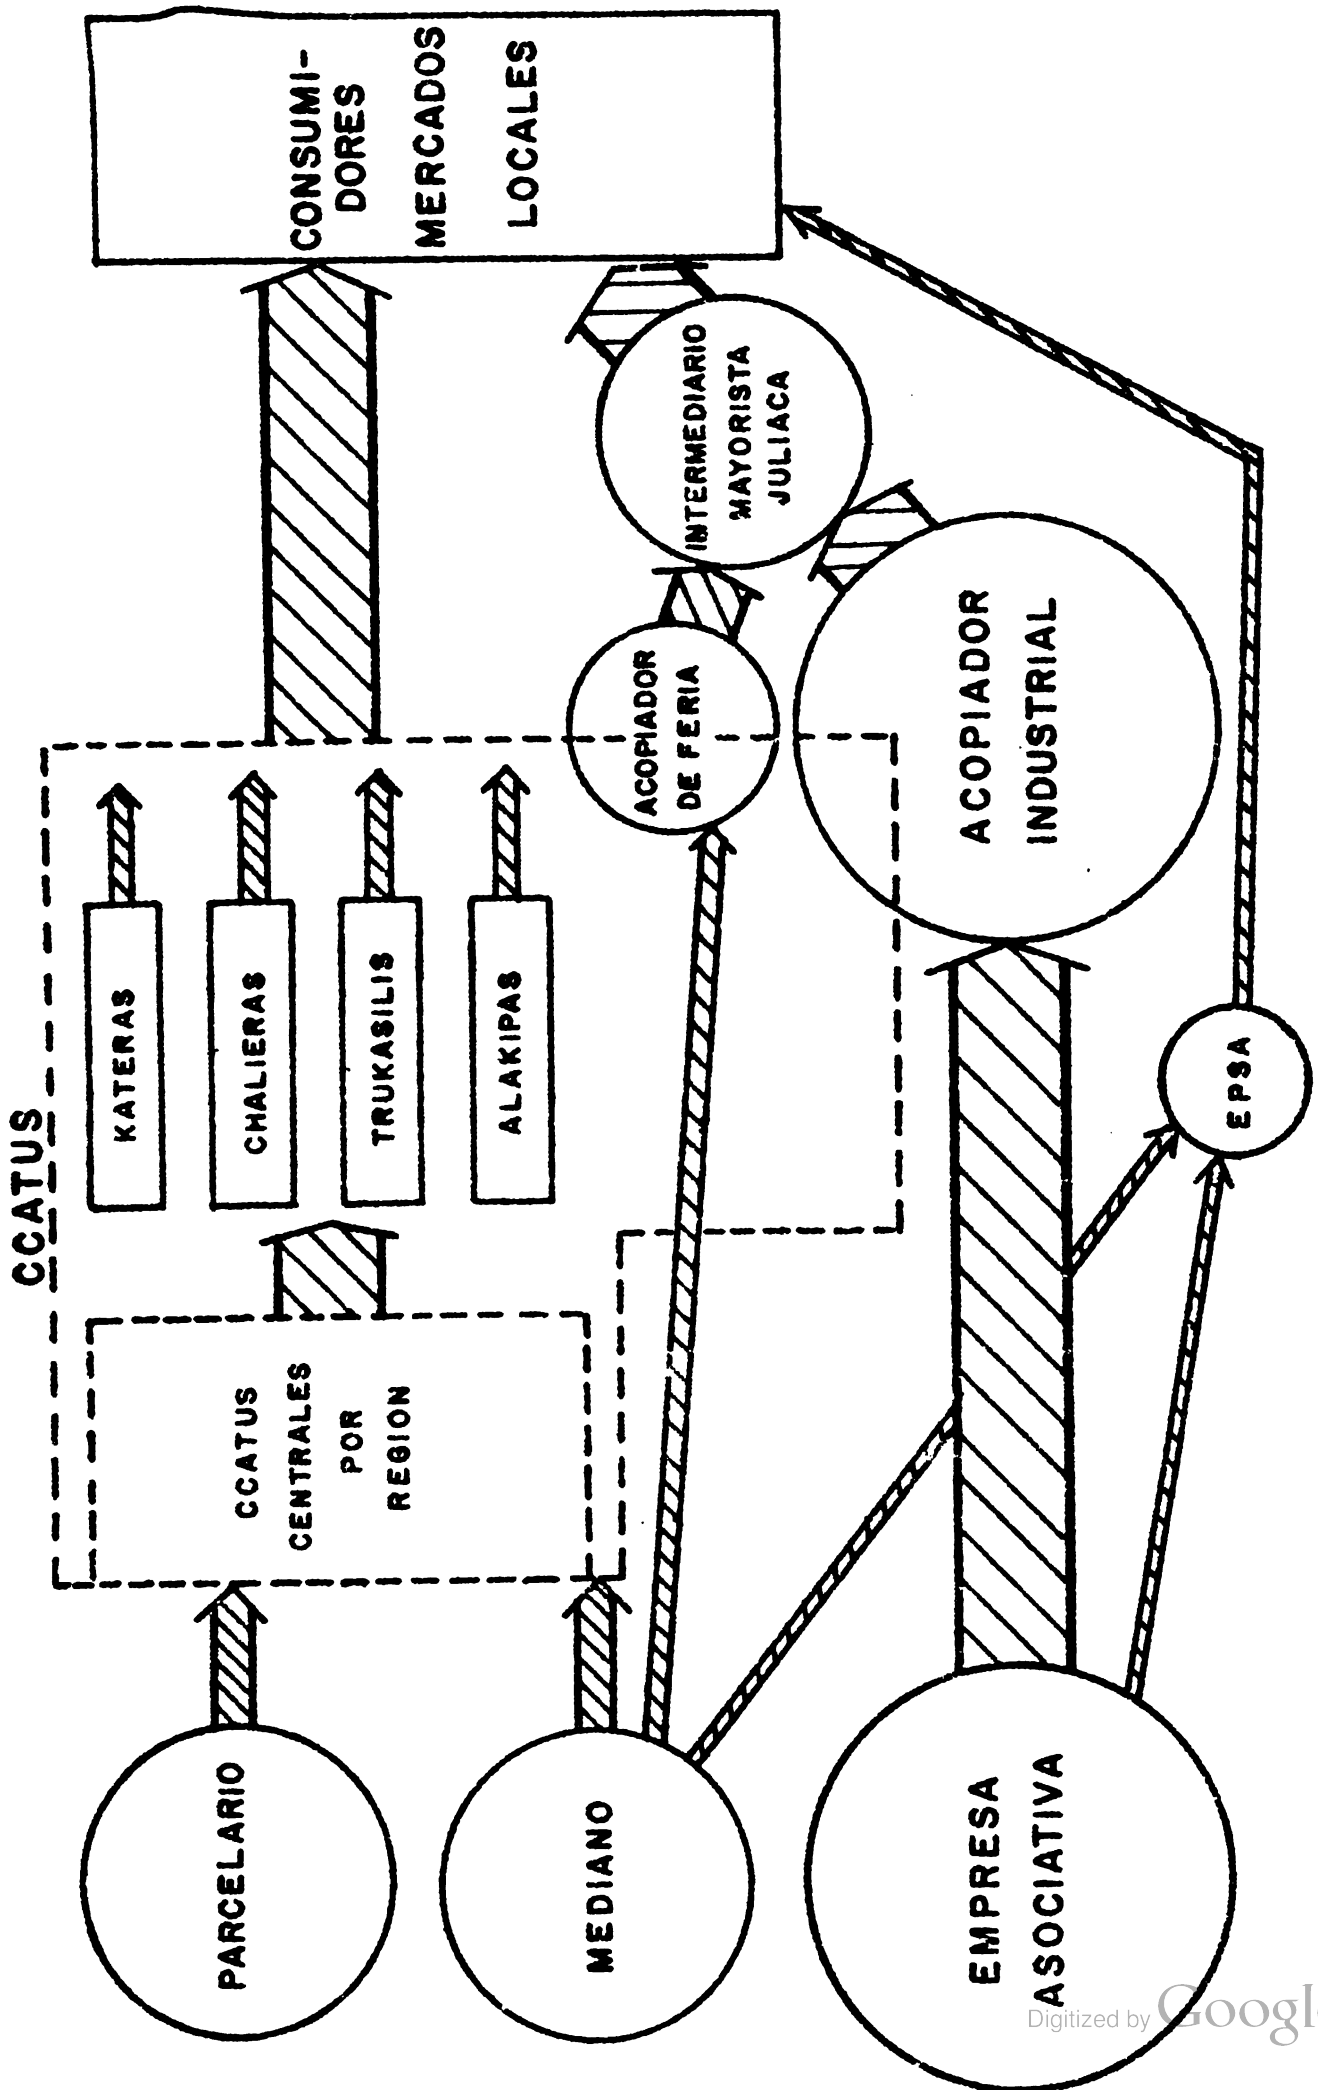 CCATUS
PARCELARIO
MEDIANO
EMPRESA
ASOCIATIVA
CCATUS
CENTRALES
POR
REGION
KATERAS
CHALIERAS
TRUKASILIS
ALAKIPAS
ACOPIADOR
DE FERIA
ACOPIADOR
INDUSTRIAL
EPSA
INTERMEDIARIO
MAYORISTA
JULIACA
CONSUMI-
DORES
MERCADOS
LOCALES
Digitized by Google